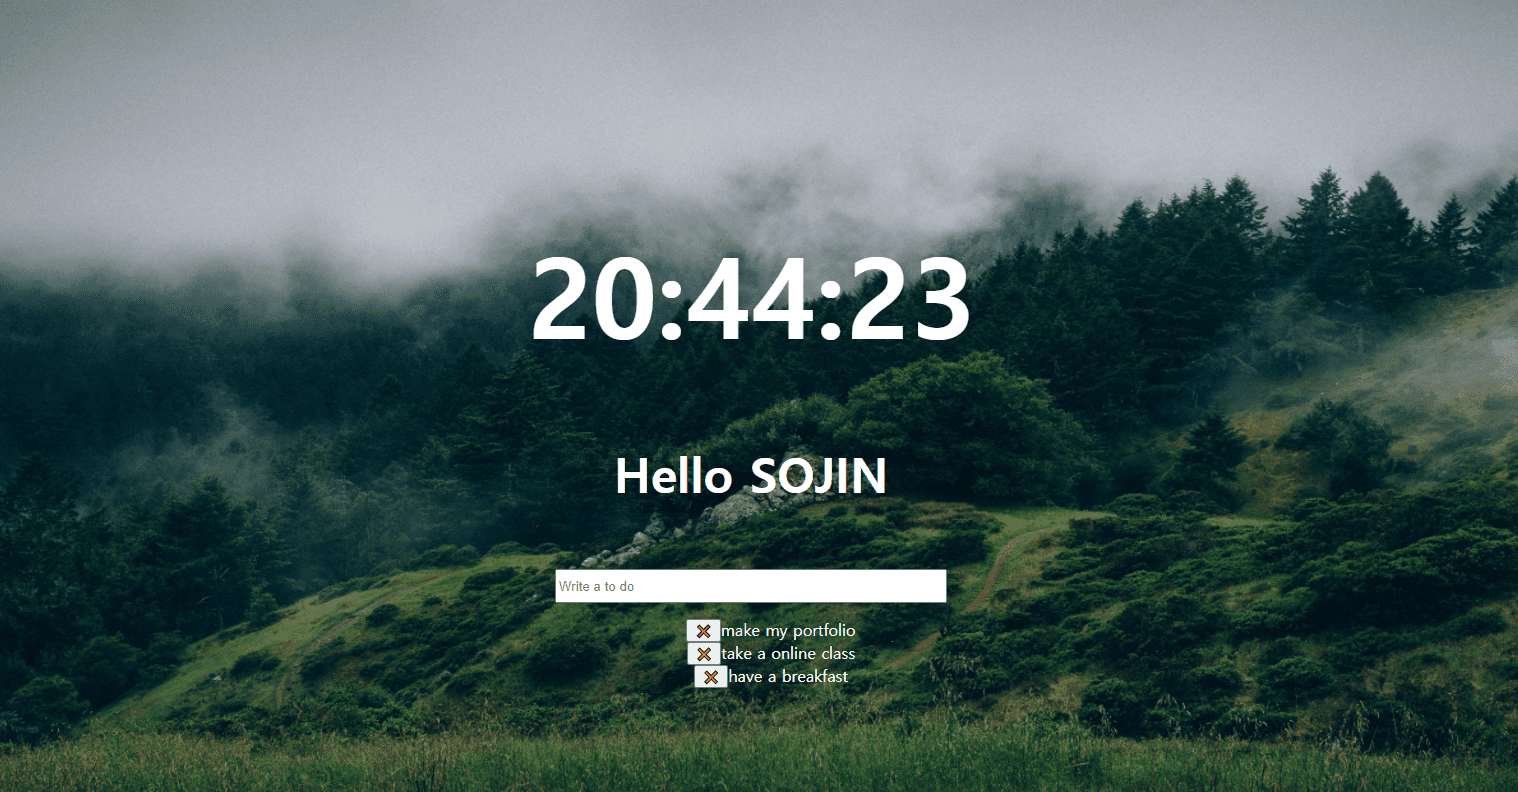 20:44:23
Hello SOJIN
Write a to do
make my portfolio
take a online class
have a breakfast